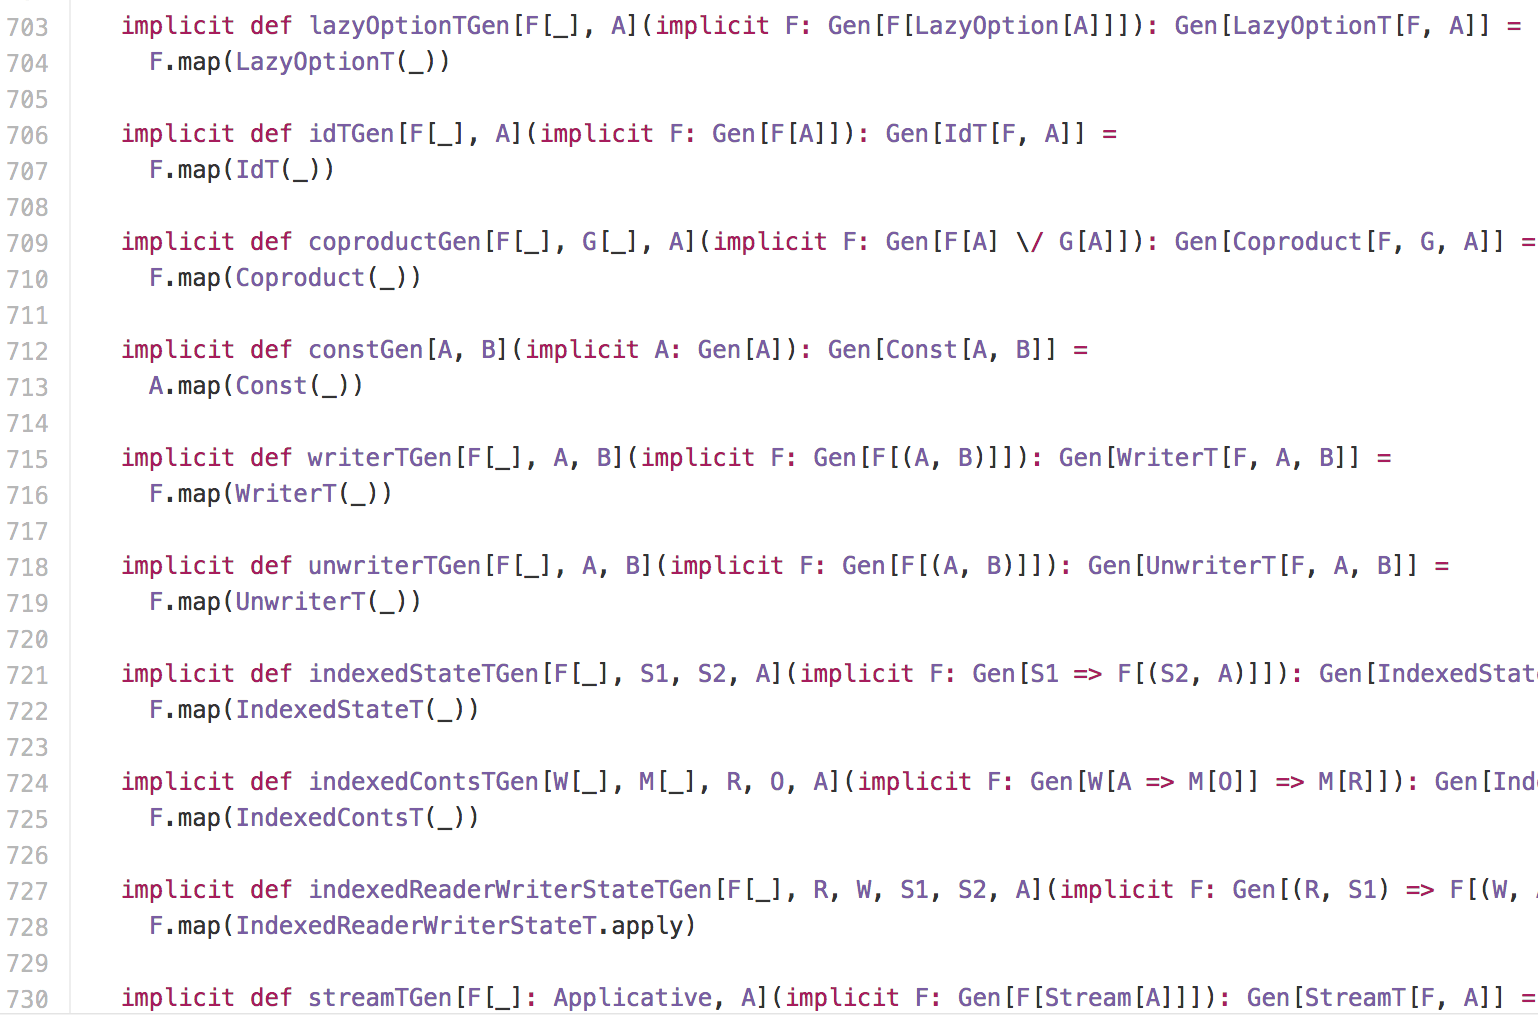 703 implicit def lazyOptionTGen[F[_], A](implicit F: Gen[F[LazyOption[A]]]): Gen[LazyOptionT[F, A]] =
704 F.map(LazyOptionT(_))
705
706 implicit def idTGen[F[_], A](implicit F: Gen[F[A]]): Gen[IdT[F, A]] =
707 F.map(IdT(_))
708
709 implicit def coproductGen[F[_], G[_], A](implicit F: Gen[F[A] \/ G[A]]): Gen[Coproduct[F, G, A]] =
710 F.map(Coproduct(_))
711
712 implicit def constGen[A, B](implicit A: Gen[A]): Gen[Const[A, B]] =
713 A.map(Const(_))
714
715 implicit def writerTGen[F[_], A, B](implicit F: Gen[F[(A, B)]]): Gen[WriterT[F, A, B]] =
716 F.map(WriterT(_))
717
718 implicit def unwriterTGen[F[_], A, B](implicit F: Gen[F[(A, B)]]): Gen[UnwriterT[F, A, B]] =
719 F.map(UnwriterT(_))
720
721 implicit def indexedStateTGen[F[_], S1, S2, A](implicit F: Gen[S1 => F[(S2, A)]]): Gen[IndexedStat
722 F.map(IndexedStateT(_))
723
724 implicit def indexedContsTGen[W[_], M[_], R, O, A](implicit F: Gen[W[A => M[O]] => M[R]]): Gen[Ind
725 F.map(IndexedContsT(_))
726
727 implicit def indexedReaderWriterStateTGen[F[_], R, W, S1, S2, A](implicit F: Gen[(R, S1) => F[(W,
728 F.map(IndexedReaderWriterStateT.apply)
729
730 implicit def streamTGen[F[_]: Applicative, A](implicit F: Gen[F[Stream[A]]]): Gen[StreamT[F, A]] =